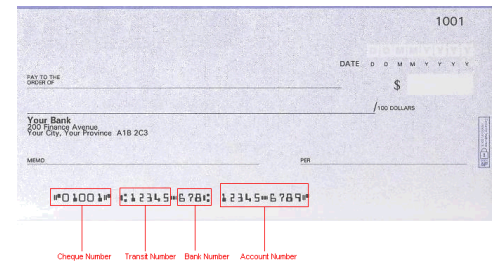 1001
DATE D D M M Y Y Y Y
PAY TO THE
ORDER OF
$
/100 DOLLARS
Your Bank
200 Finance Avenue
Your City, Your Province A1B 2C3
MEMO PER
⑈01001⑈ ⑆12345⑉678⑆ 12345⑉6789⑈
Cheque Number Transit Number Bank Number Account Number